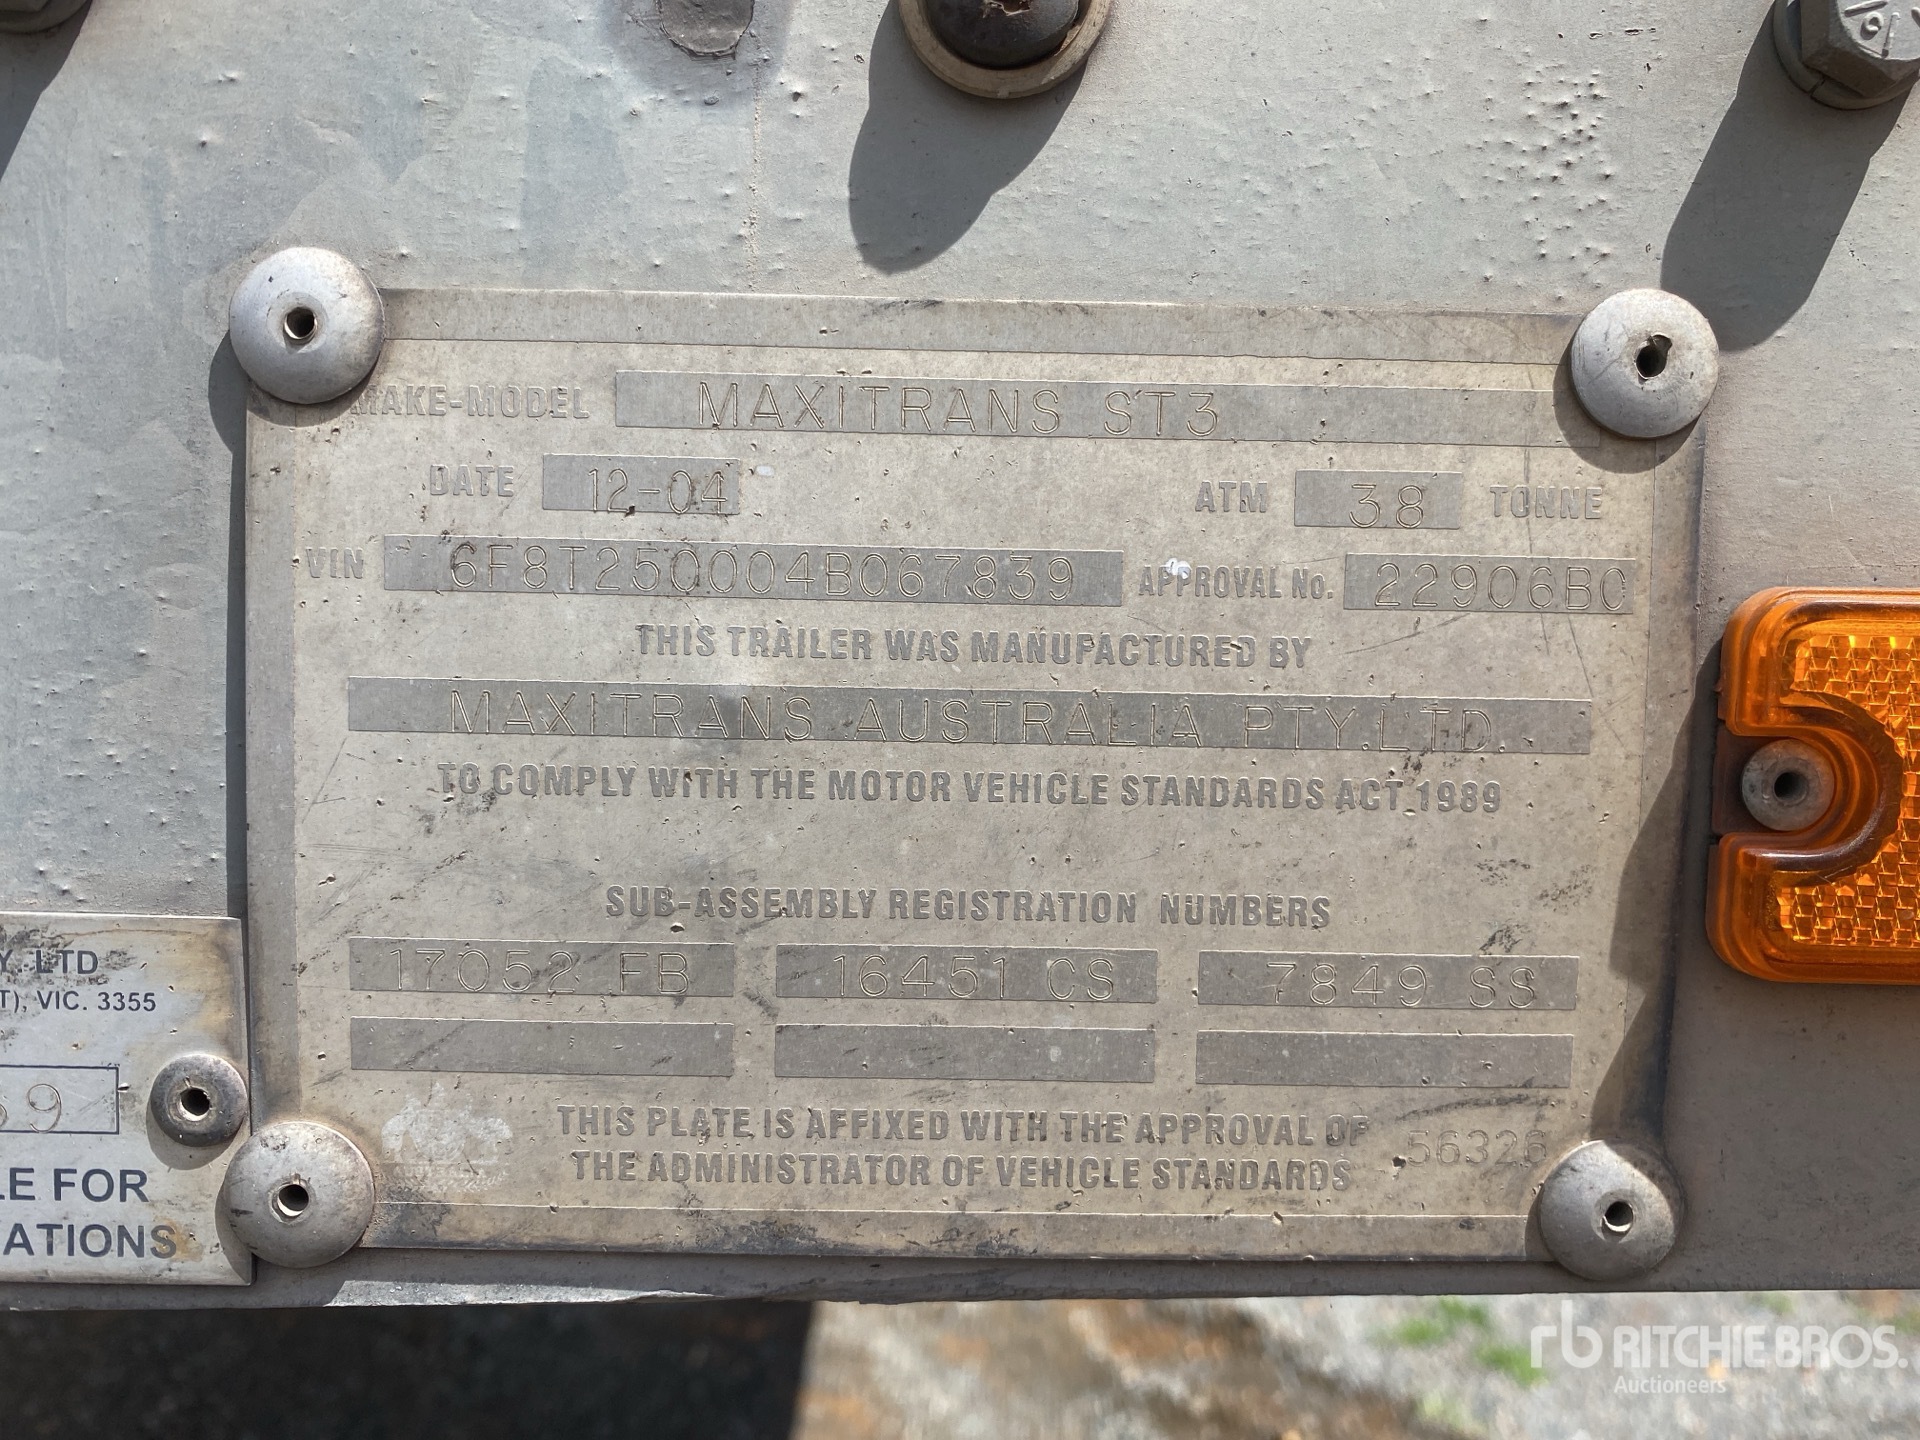 MAKE-MODEL MAXITRANS ST3
DATE 12-04 ATM 38 TONNE
VIN 6F8T250004B067839 APPROVAL No. 22906BC
THIS TRAILER WAS MANUFACTURED BY
MAXITRANS AUSTRALIA PTY.LTD.
TO COMPLY WITH THE MOTOR VEHICLE STANDARDS ACT 1989
SUB-ASSEMBLY REGISTRATION NUMBERS
17052 FB 16451 CS 7849 SS
THIS PLATE IS AFFIXED WITH THE APPROVAL OF
THE ADMINISTRATOR OF VEHICLE STANDARDS
56326
Y. LTD
T), VIC. 3355
39
LE FOR
ATIONS
rb RITCHIE BROS.
Auctioneers